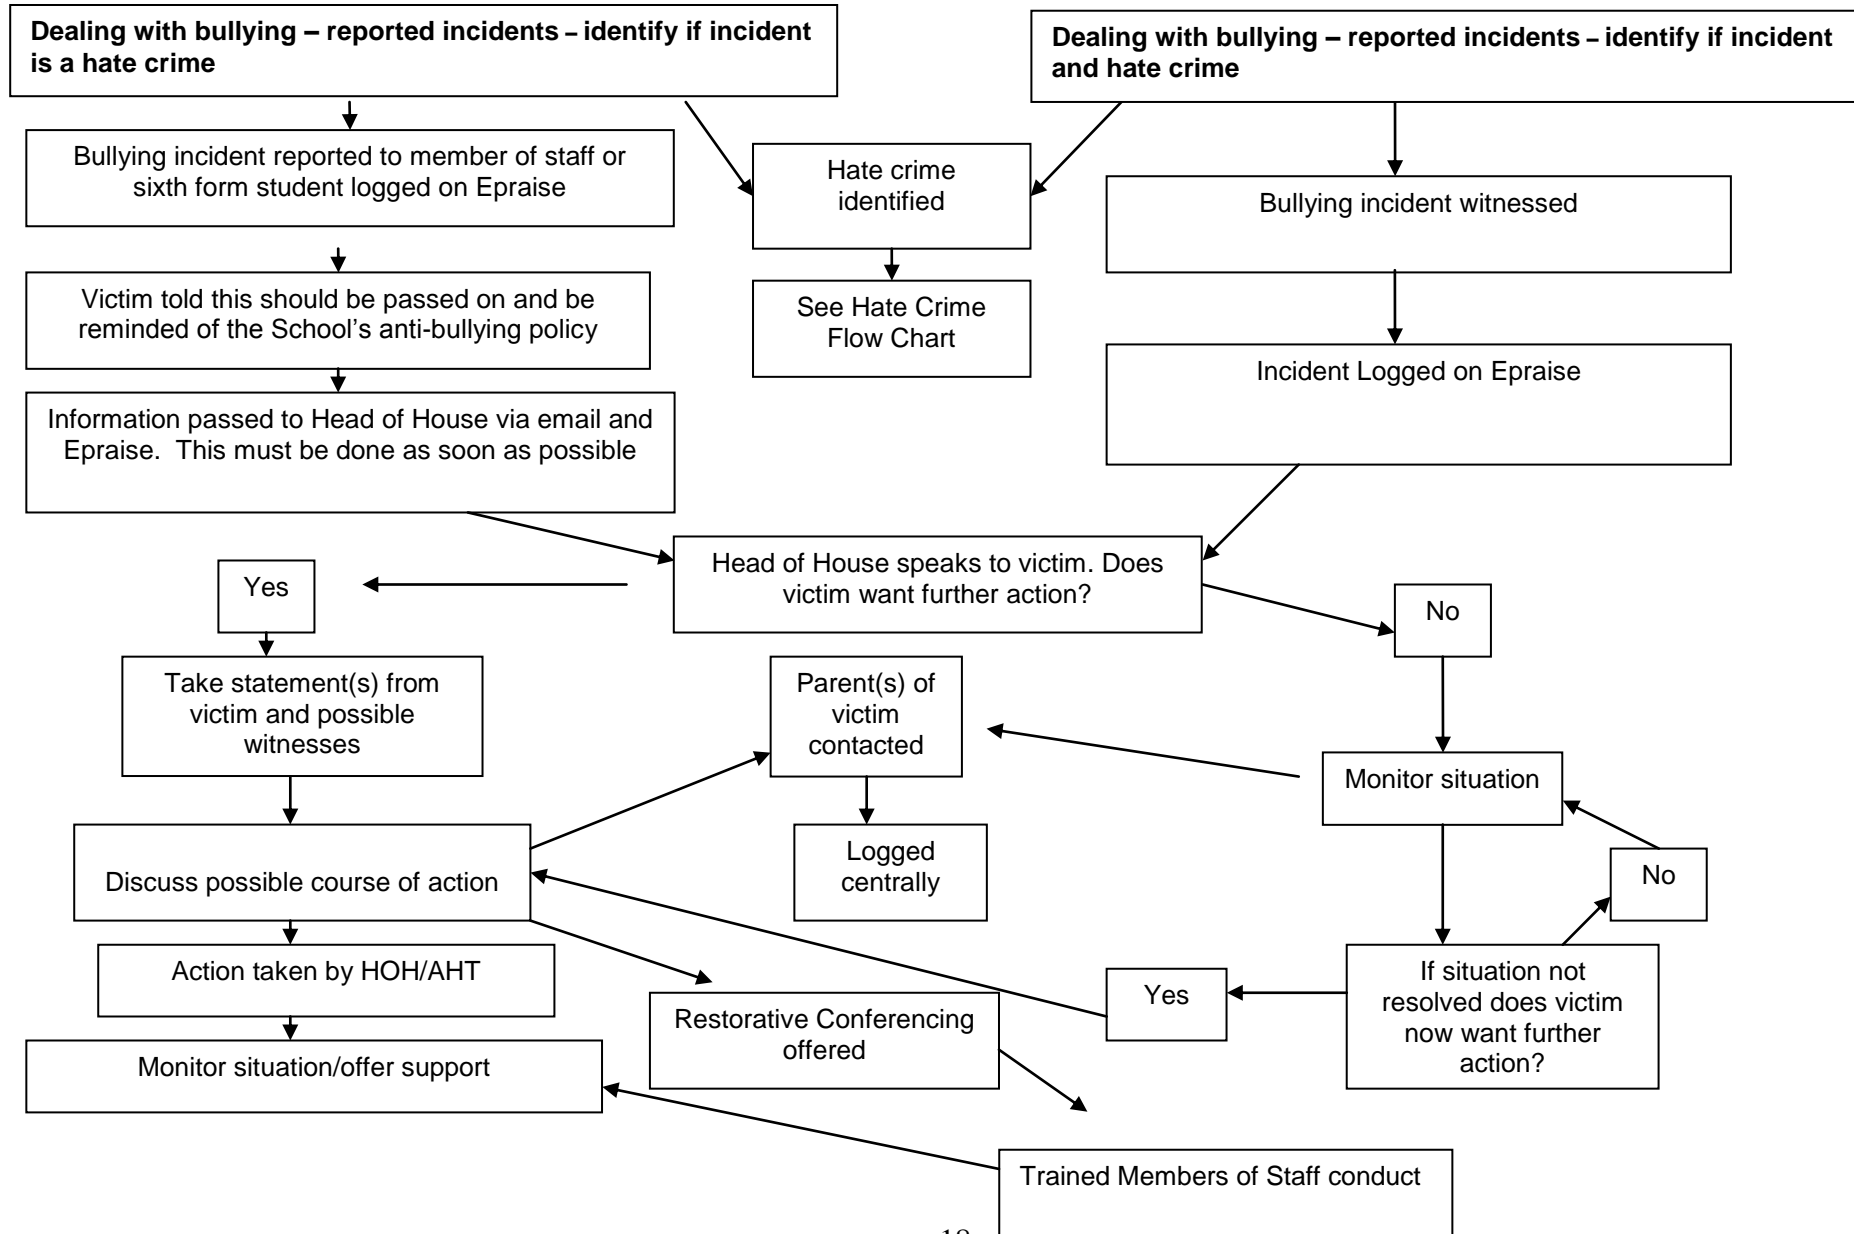 Dealing with bullying – reported incidents – identify if incident
is a hate crime
Dealing with bullying – reported incidents – identify if incident
and hate crime
Bullying incident reported to member of staff or
sixth form student logged on Epraise
Hate crime
identified
Bullying incident witnessed
Victim told this should be passed on and be
reminded of the School's anti-bullying policy
See Hate Crime
Flow Chart
Incident Logged on Epraise
Information passed to Head of House via email and
Epraise.  This must be done as soon as possible
Head of House speaks to victim. Does
victim want further action?
Yes
No
Take statement(s) from
victim and possible
witnesses
Parent(s) of
victim
contacted
Monitor situation
Discuss possible course of action
Logged
centrally
No
Action taken by HOH/AHT
Yes
If situation not
resolved does victim
now want further
action?
Restorative Conferencing
offered
Monitor situation/offer support
Trained Members of Staff conduct